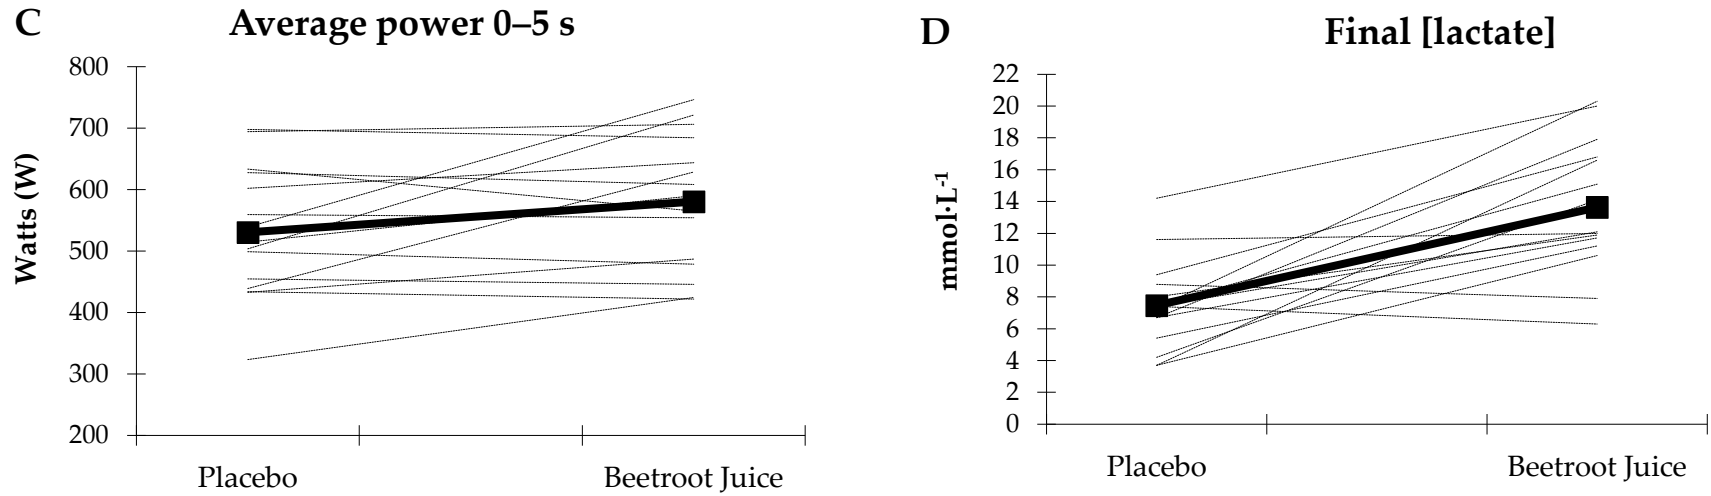 C
Average power 0–5 s
Watts (W)
800
700
600
500
400
300
200
Placebo
Beetroot Juice
D
Final [lactate]
mmol·L-1
22
20
18
16
14
12
10
8
6
4
2
0
Placebo
Beetroot Juice